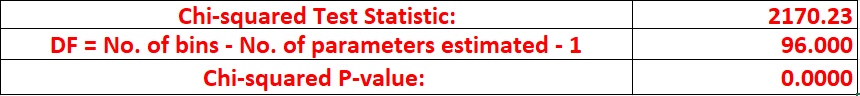 Chi-squared Test Statistic: 2170.23
DF = No. of bins - No. of parameters estimated - 1 96.000
Chi-squared P-value: 0.0000